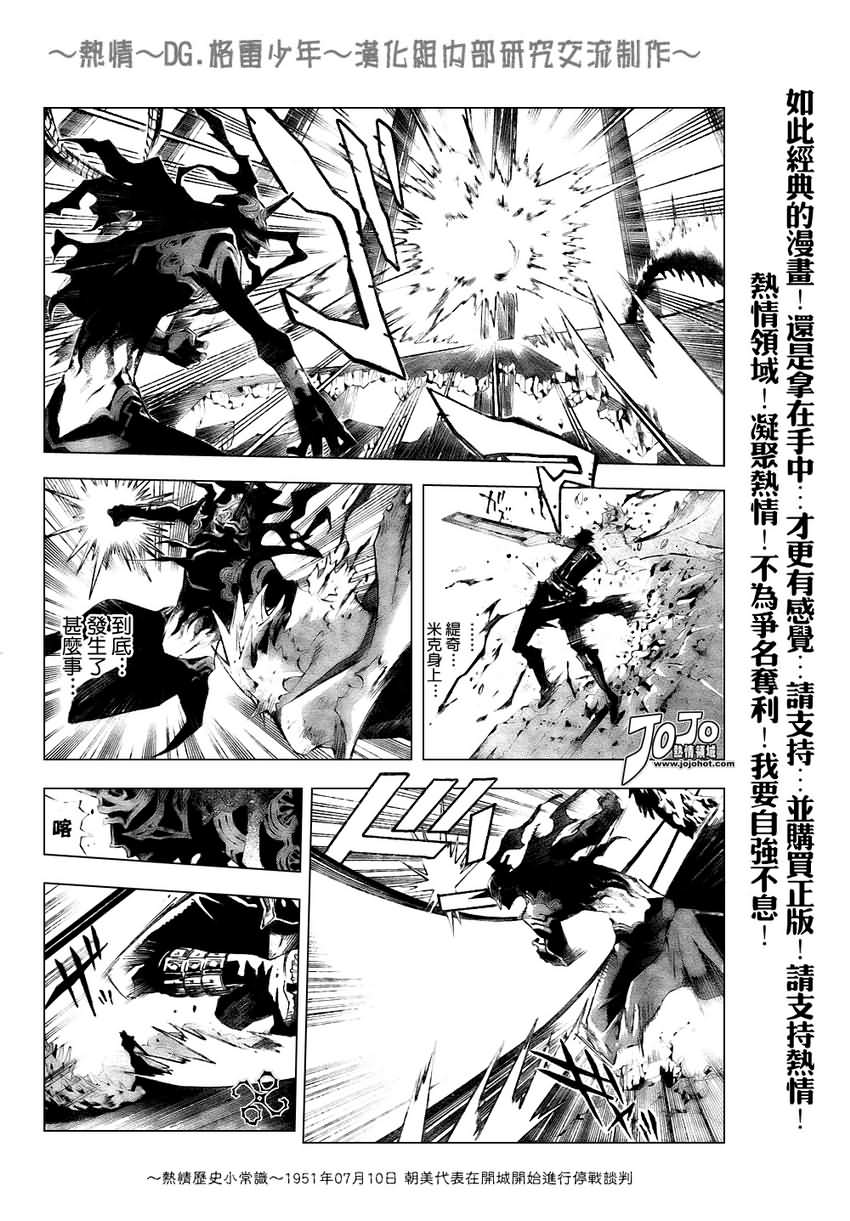 ～熱情～DG.格雷少年～漢化組內部研究交流制作～
如此經典的漫畫！還是拿在手中…才更有感覺…請支持…並購買正版！請支持熱情！
熱情領域！凝聚熱情！不為爭名奪利！我要自強不息！
緹奇…
米克身上…
到底…
發生了
甚麼事…
JOJO
熱情領域
www.jojohot.com
喀
～熱情歷史小常識～1951年07月10日 朝美代表在開城開始進行停戰談判